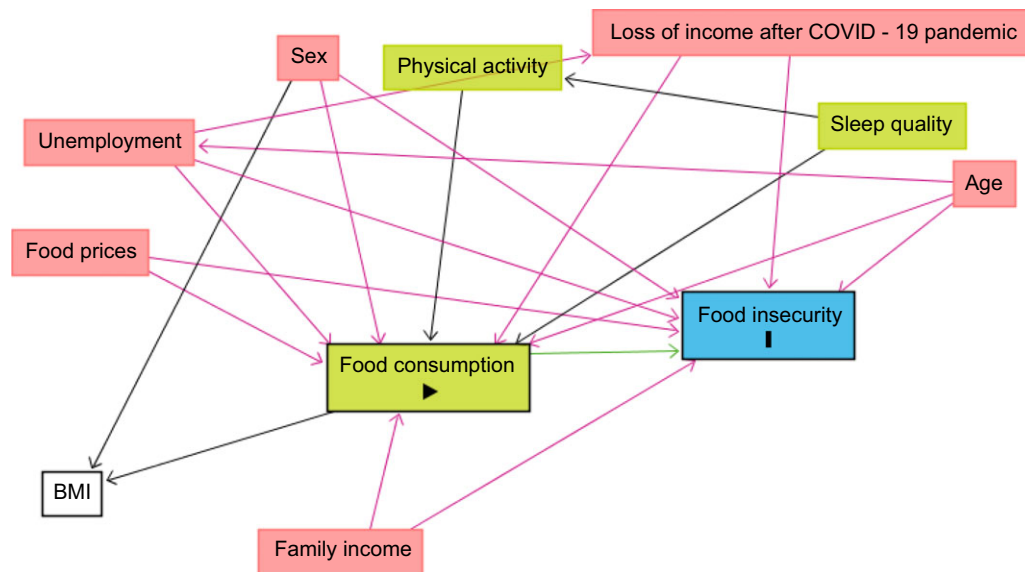 Loss of income after COVID - 19 pandemic
Sex
Physical activity
Sleep quality
Unemployment
Age
Food prices
Food insecurity
Food consumption
BMI
Family income